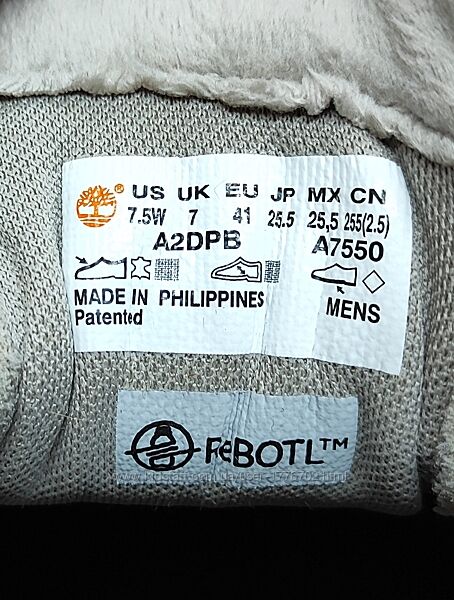 US UK EU JP MX CN
7.5W 7 41 25.5 25,5 255(2.5)
A2DPB A7550
MADE IN PHILIPPINES
Patented MENS
ReBOTL™